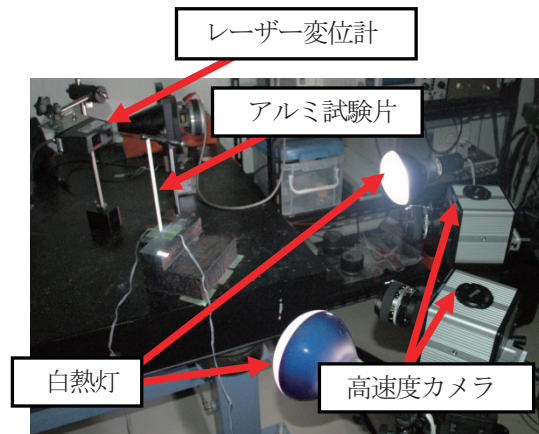 レーザー変位計
アルミ試験片
白熱灯
高速度カメラ